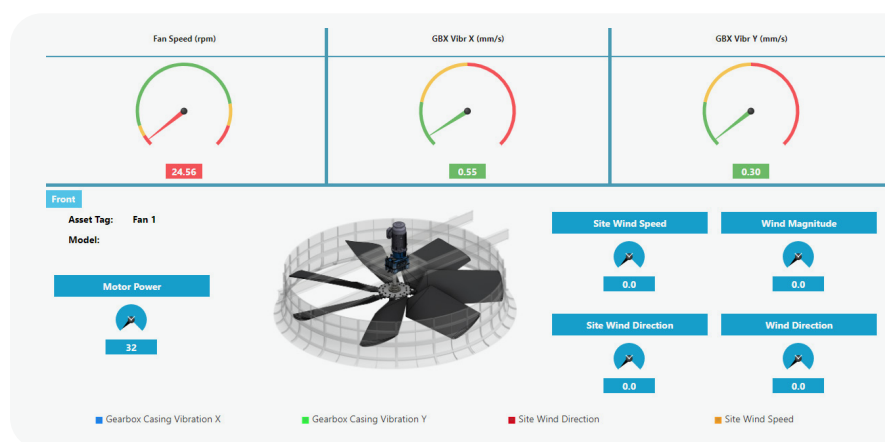 Fan Speed (rpm)
GBX Vibr X (mm/s)
GBX Vibr Y (mm/s)
24.56
0.55
0.30
Front
Asset Tag: Fan 1
Model:
Site Wind Speed
Wind Magnitude
0.0
0.0
Motor Power
32
Site Wind Direction
Wind Direction
0.0
0.0
Gearbox Casing Vibration X
Gearbox Casing Vibration Y
Site Wind Direction
Site Wind Speed